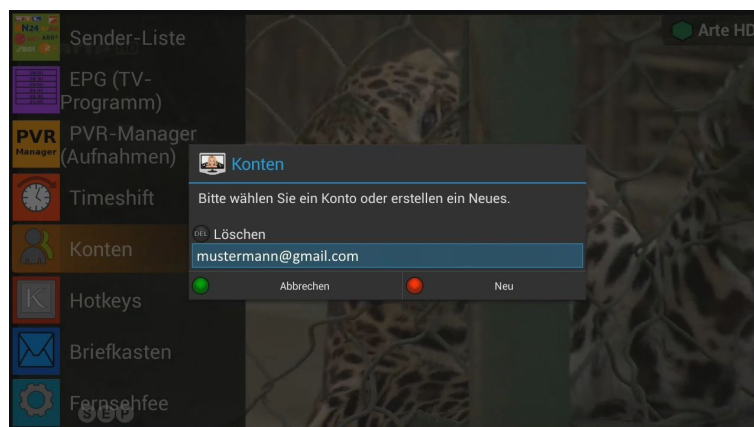 N24
Sender-Liste
Arte HD
EPG (TV-
Programm)
PVR
Manager
PVR-Manager
(Aufnahmen)
Konten
Bitte wählen Sie ein Konto oder erstellen ein Neues.
Timeshift
DEL Löschen
mustermann@gmail.com
Konten
Abbrechen
Neu
K
Hotkeys
Briefkasten
Fernsehfee
S E P